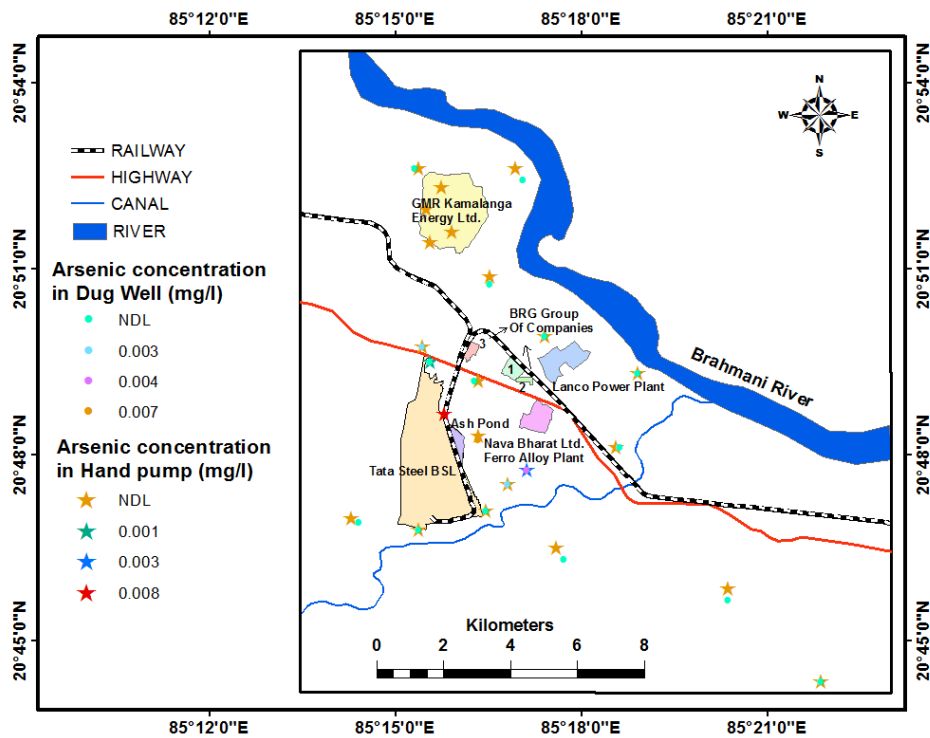 85°12'0"E 85°15'0"E 85°18'0"E 85°21'0"E
20°54'0"N 20°54'0"N
N
W E
S
RAILWAY
HIGHWAY
CANAL
RIVER
GMR Kamalanga
Energy Ltd.
Arsenic concentration
in Dug Well (mg/l)
NDL
0.003
0.004
0.007
20°51'0"N 20°51'0"N
BRG Group
Of Companies
3
1
2
Lanco Power Plant
Brahmani River
Arsenic concentration
in Hand pump (mg/l)
NDL
0.001
0.003
0.008
Ash Pond
20°48'0"N 20°48'0"N
Nava Bharat Ltd.
Ferro Alloy Plant
Tata Steel BSL
Kilometers
0 2 4 6 8
20°45'0"N 20°45'0"N
85°12'0"E 85°15'0"E 85°18'0"E 85°21'0"E